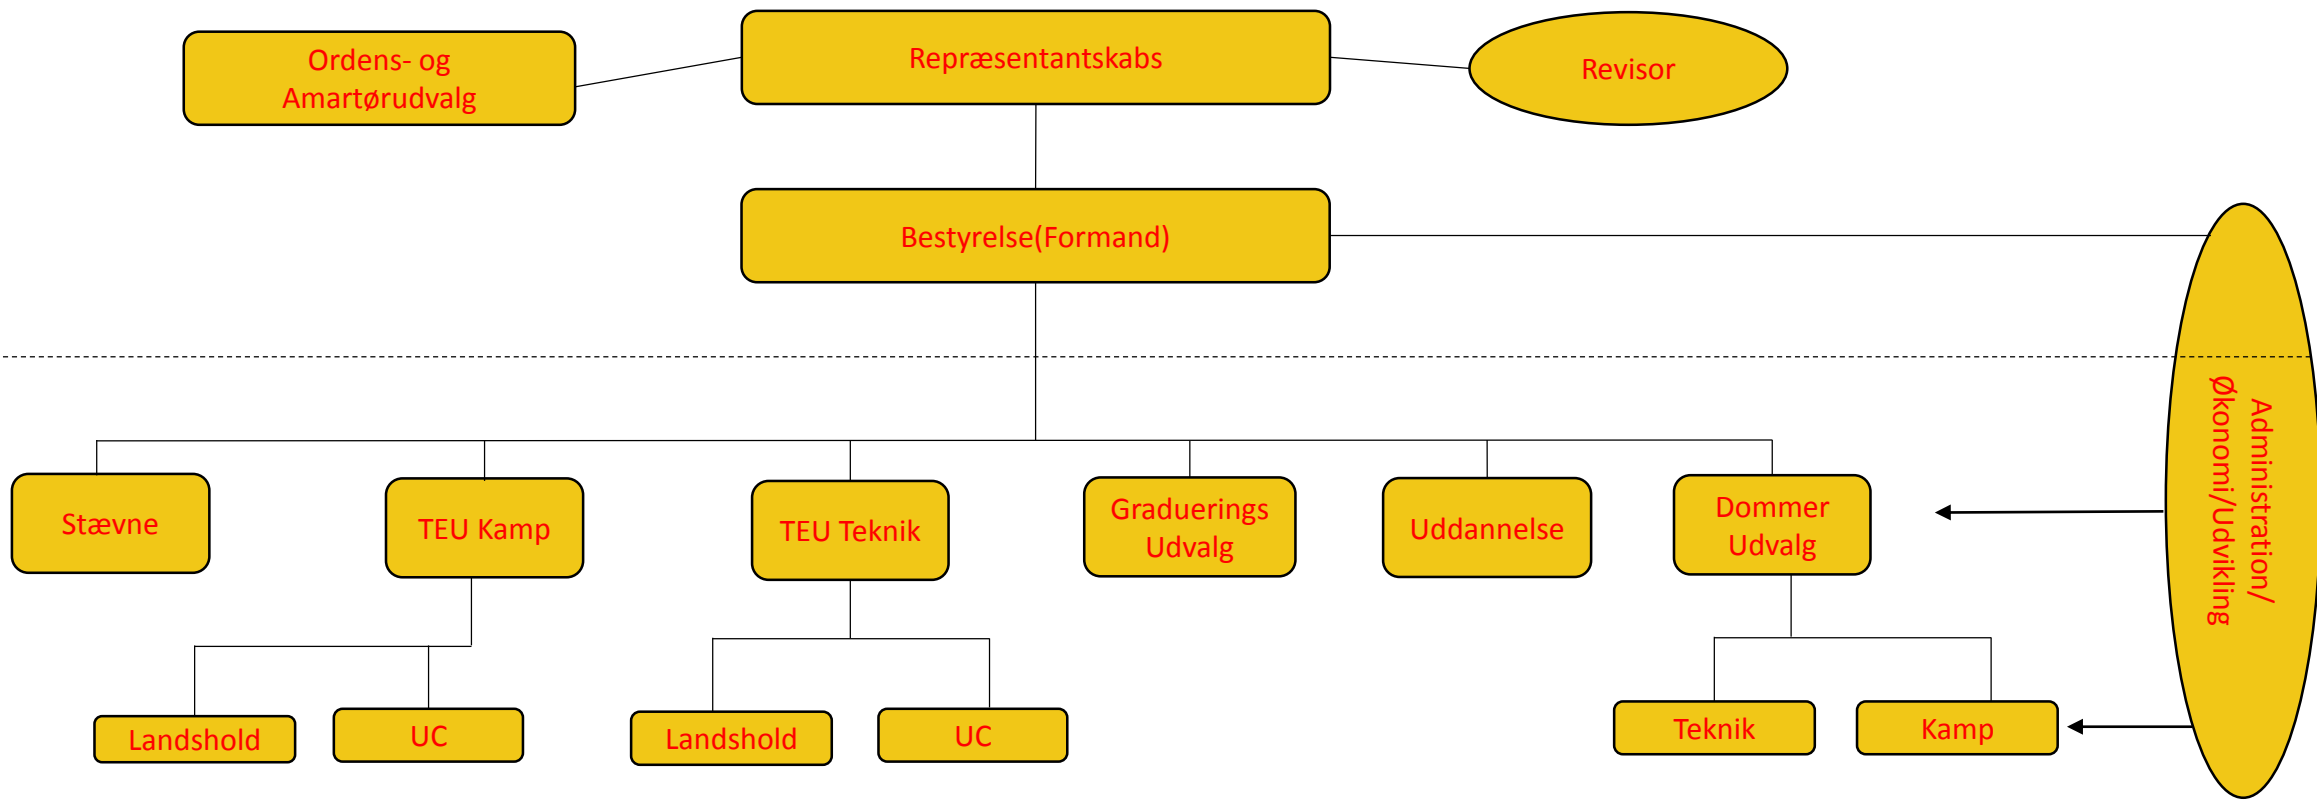 Ordens- og
Amartørudvalg
Repræsentantskabs
Revisor
Bestyrelse(Formand)
Administration/
Økonomi/Udvikling
Stævne
TEU Kamp
TEU Teknik
Graduerings
Udvalg
Uddannelse
Dommer
Udvalg
Landshold
UC
Landshold
UC
Teknik
Kamp